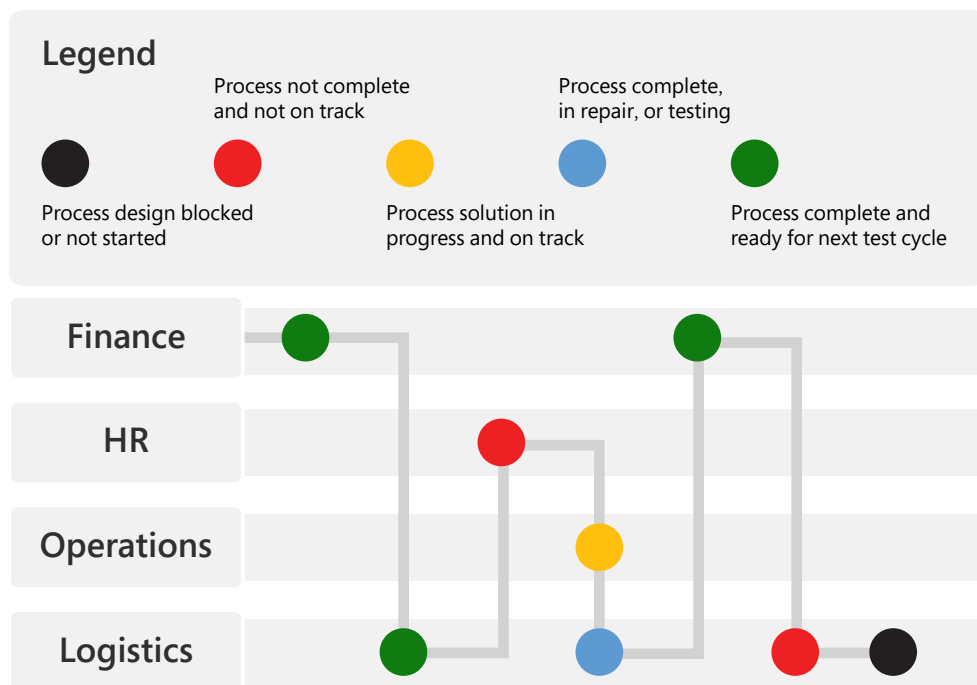 Legend
Process not complete
and not on track
Process complete,
in repair, or testing
Process design blocked
or not started
Process solution in
progress and on track
Process complete and
ready for next test cycle
Finance
HR
Operations
Logistics